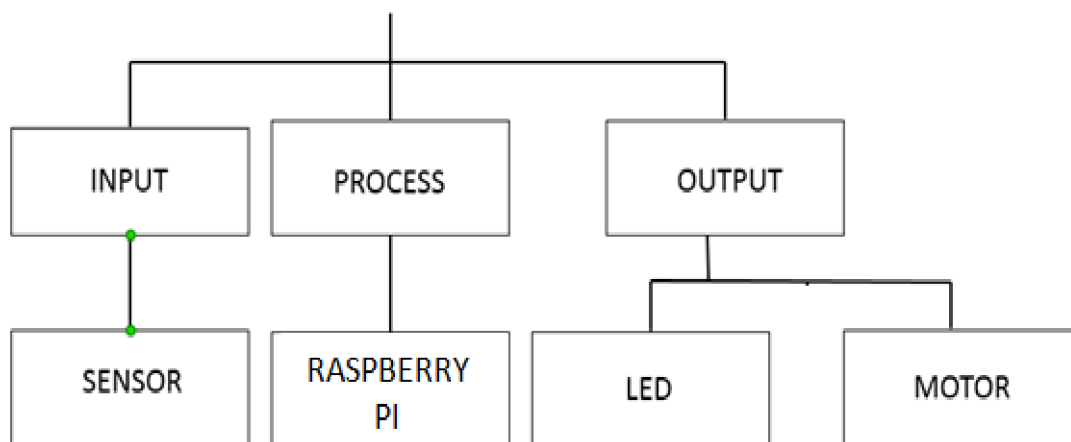 INPUT
PROCESS
OUTPUT
SENSOR
RASPBERRY
PI
LED
MOTOR